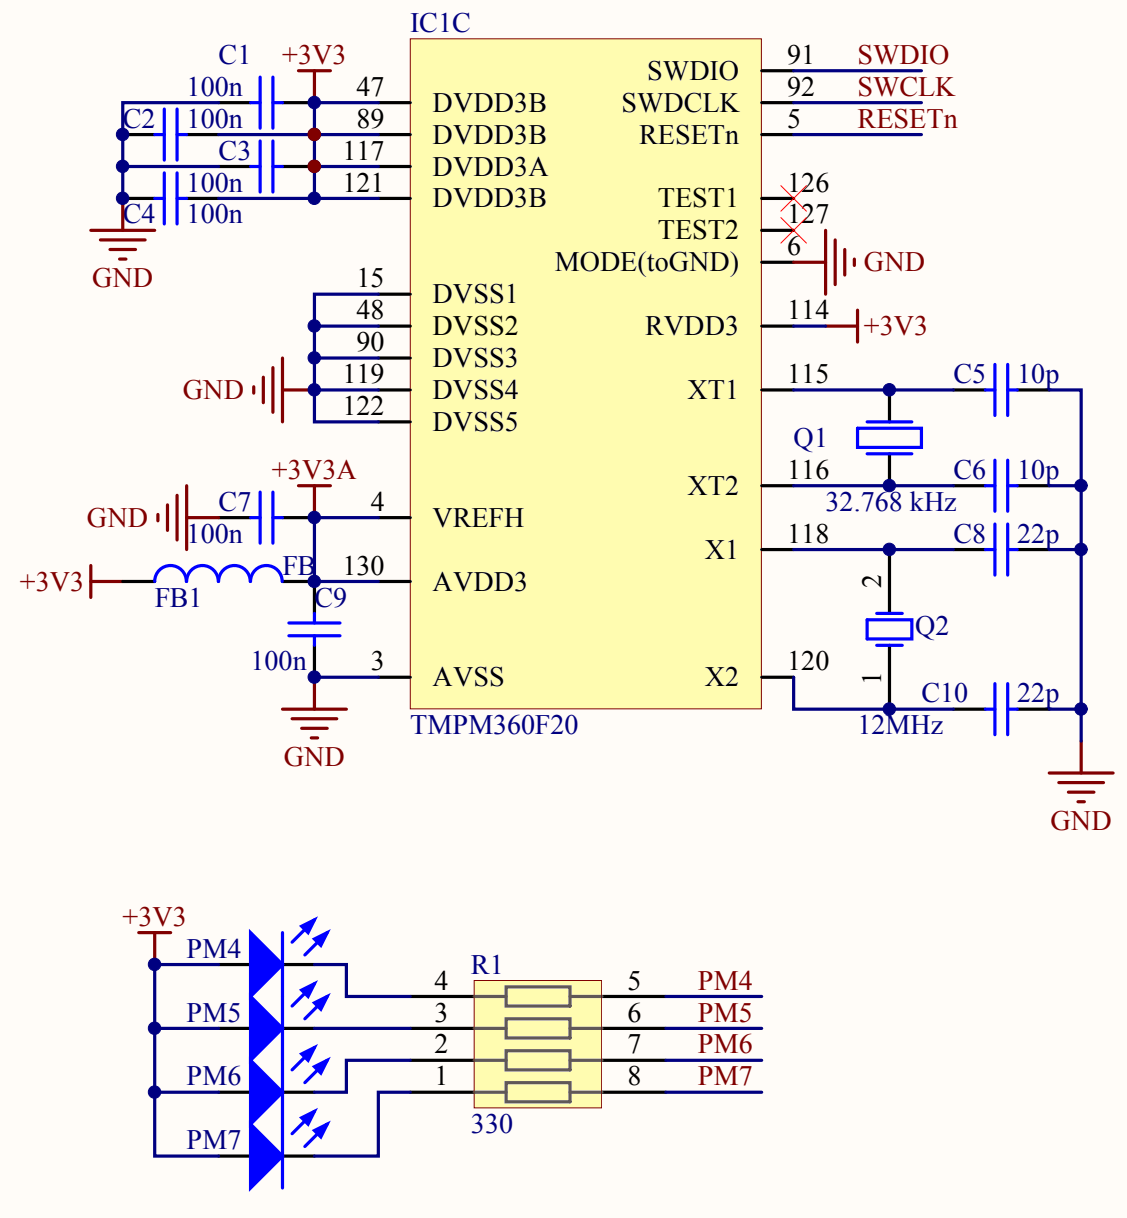 IC1C
C1
+3V3
100n
47
DVDD3B
C2
100n
89
DVDD3B
C3
117
DVDD3A
100n
121
DVDD3B
C4
100n
GND
15
DVSS1
48
DVSS2
90
DVSS3
GND
119
DVSS4
122
DVSS5
+3V3A
GND
C7
100n
4
VREFH
+3V3
FB1
FB
130
AVDD3
C9
100n
3
AVSS
GND
TMPM360F20
SWDIO
91
SWDIO
SWDCLK
92
SWCLK
RESETn
5
RESETn
TEST1
126
TEST2
127
MODE(toGND)
6
GND
RVDD3
114
+3V3
XT1
115
C5
10p
Q1
XT2
116
C6
10p
32.768 kHz
X1
118
C8
22p
2
Q2
1
X2
120
C10
22p
12MHz
GND
+3V3
PM4
PM5
PM6
PM7
R1
4
5
PM4
3
6
PM5
2
7
PM6
1
8
PM7
330